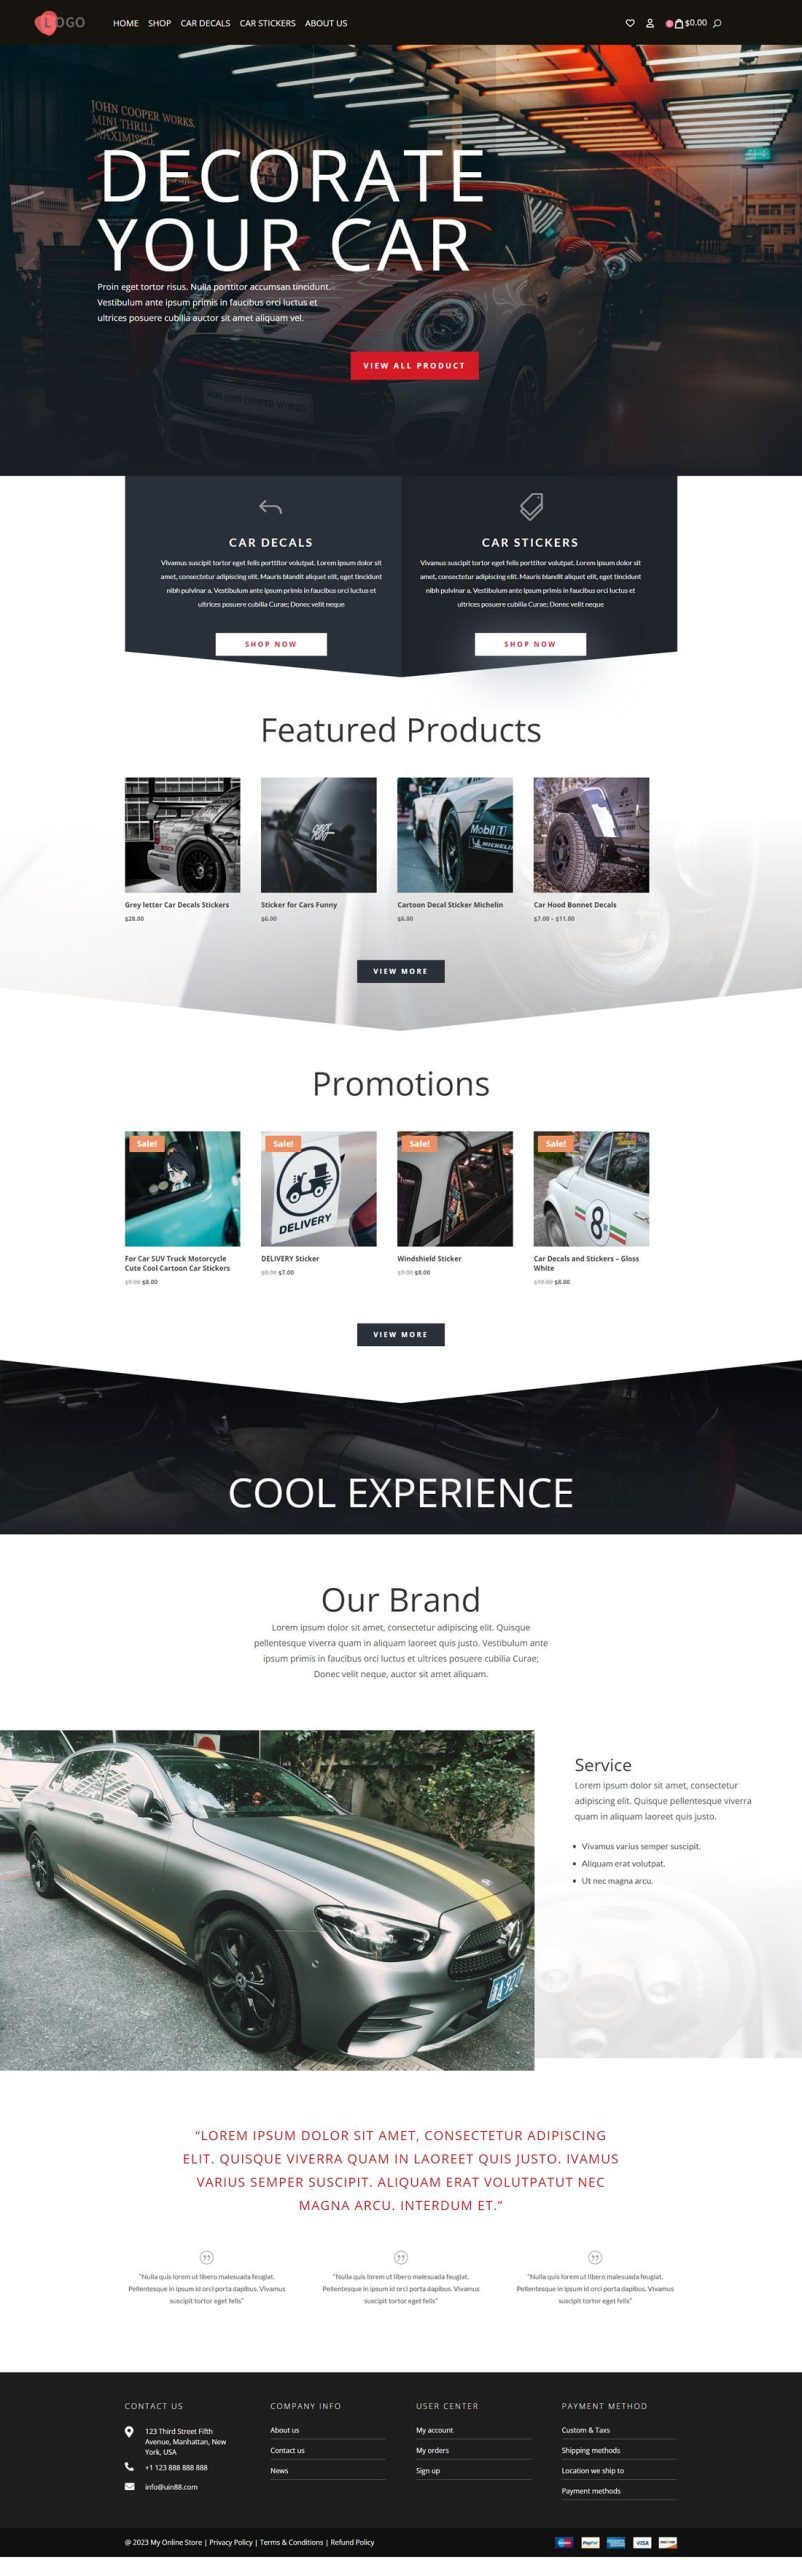 LOGO
HOME SHOP CAR DECALS CAR STICKERS ABOUT US
0 $0.00
JOHN COOPER WORKS.
MINI THRILL
MAXIMISED.
DECORATE
YOUR CAR
Proin eget tortor risus. Nulla porttitor accumsan tincidunt.
Vestibulum ante ipsum primis in faucibus orci luctus et
ultrices posuere cubilia auctor sit amet aliquam vel.
VIEW ALL PRODUCT
MINI JOHN COOPER WORKS
CAR DECALS
Vivamus suscipit tortor eget felis porttitor volutpat. Lorem ipsum dolor sit
amet, consectetur adipiscing elit. Mauris blandit aliquet elit, eget tincidunt
nibh pulvinar a. Vestibulum ante ipsum primis in faucibus orci luctus et
ultrices posuere cubilia Curae; Donec velit neque
SHOP NOW
CAR STICKERS
Vivamus suscipit tortor eget felis porttitor volutpat. Lorem ipsum dolor sit
amet, consectetur adipiscing elit. Mauris blandit aliquet elit, eget tincidunt
nibh pulvinar a. Vestibulum ante ipsum primis in faucibus orci luctus et
ultrices posuere cubilia Curae; Donec velit neque
SHOP NOW
Featured Products
BOSCH
Mobil 1
MICHELIN
Grey letter Car Decals Stickers
$28.00
Sticker for Cars Funny
$6.00
Cartoon Decal Sticker Michelin
$6.00
Car Hood Bonnet Decals
$7.00 – $11.00
VIEW MORE
Promotions
Sale!
Sale!
DELIVERY
Sale!
Sale!
8
For Car SUV Truck Motorcycle
Cute Cool Cartoon Car Stickers
$9.00 $8.00
DELIVERY Sticker
$8.00 $7.00
Windshield Sticker
$9.00 $8.00
Car Decals and Stickers – Gloss
White
$10.00 $8.00
VIEW MORE
COOL EXPERIENCE
Our Brand
Lorem ipsum dolor sit amet, consectetur adipiscing elit. Quisque
pellentesque viverra quam in aliquam laoreet quis justo. Vestibulum ante
ipsum primis in faucibus orci luctus et ultrices posuere cubilia Curae;
Donec velit neque, auctor sit amet aliquam.
Service
Lorem ipsum dolor sit amet, consectetur
adipiscing elit. Quisque pellentesque viverra
quam in aliquam laoreet quis justo.
• Vivamus varius semper suscipit.
• Aliquam erat volutpat.
• Ut nec magna arcu.
“LOREM IPSUM DOLOR SIT AMET, CONSECTETUR ADIPISCING
ELIT. QUISQUE VIVERRA QUAM IN LAOREET QUIS JUSTO. IVAMUS
VARIUS SEMPER SUSCIPIT. ALIQUAM ERAT VOLUTPATUT NEC
MAGNA ARCU. INTERDUM ET.”
“Nulla quis lorem ut libero malesuada feugiat.
Pellentesque in ipsum id orci porta dapibus. Vivamus
suscipit tortor eget felis”
“Nulla quis lorem ut libero malesuada feugiat.
Pellentesque in ipsum id orci porta dapibus. Vivamus
suscipit tortor eget felis”
“Nulla quis lorem ut libero malesuada feugiat.
Pellentesque in ipsum id orci porta dapibus. Vivamus
suscipit tortor eget felis”
CONTACT US
123 Third Street Fifth
Avenue, Manhattan, New
York, USA
+1 123 888 888 888
info@uin88.com
COMPANY INFO
About us
Contact us
News
USER CENTER
My account
My orders
Sign up
PAYMENT METHOD
Custom & Taxs
Shipping methods
Location we ship to
Payment methods
@ 2023 My Online Store | Privacy Policy | Terms & Conditions | Refund Policy
PayPal VISA